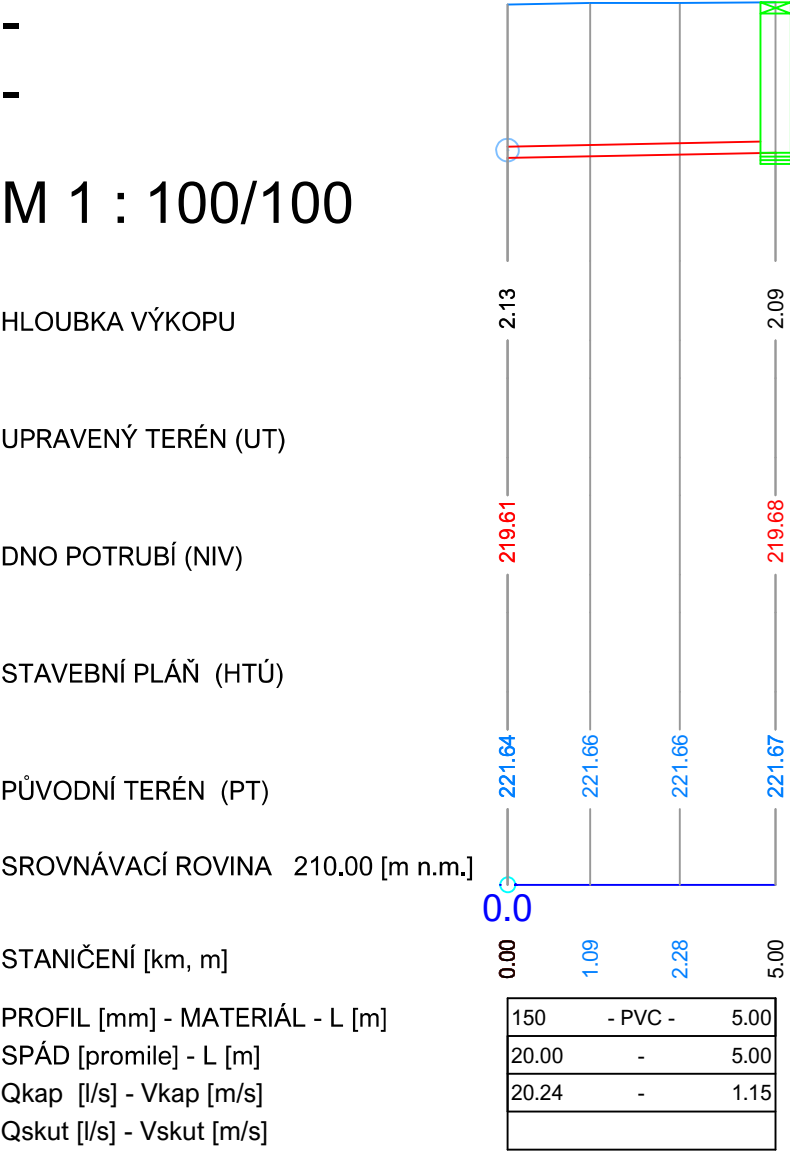 -
-
M 1 : 100/100
HLOUBKA VÝKOPU 2.13 2.09
UPRAVENÝ TERÉN (UT)
DNO POTRUBÍ (NIV) 219.61 219.68
STAVEBNÍ PLÁŇ (HTÚ)
PŮVODNÍ TERÉN (PT) 221.64 221.66 221.66 221.67
SROVNÁVACÍ ROVINA 210.00 [m n.m.]
0.0
STANIČENÍ [km, m] 0.00 1.09 2.28 5.00
PROFIL [mm] - MATERIÁL - L [m] 150 - PVC - 5.00
SPÁD [promile] - L [m] 20.00 - 5.00
Qkap [l/s] - Vkap [m/s] 20.24 - 1.15
Qskut [l/s] - Vskut [m/s]